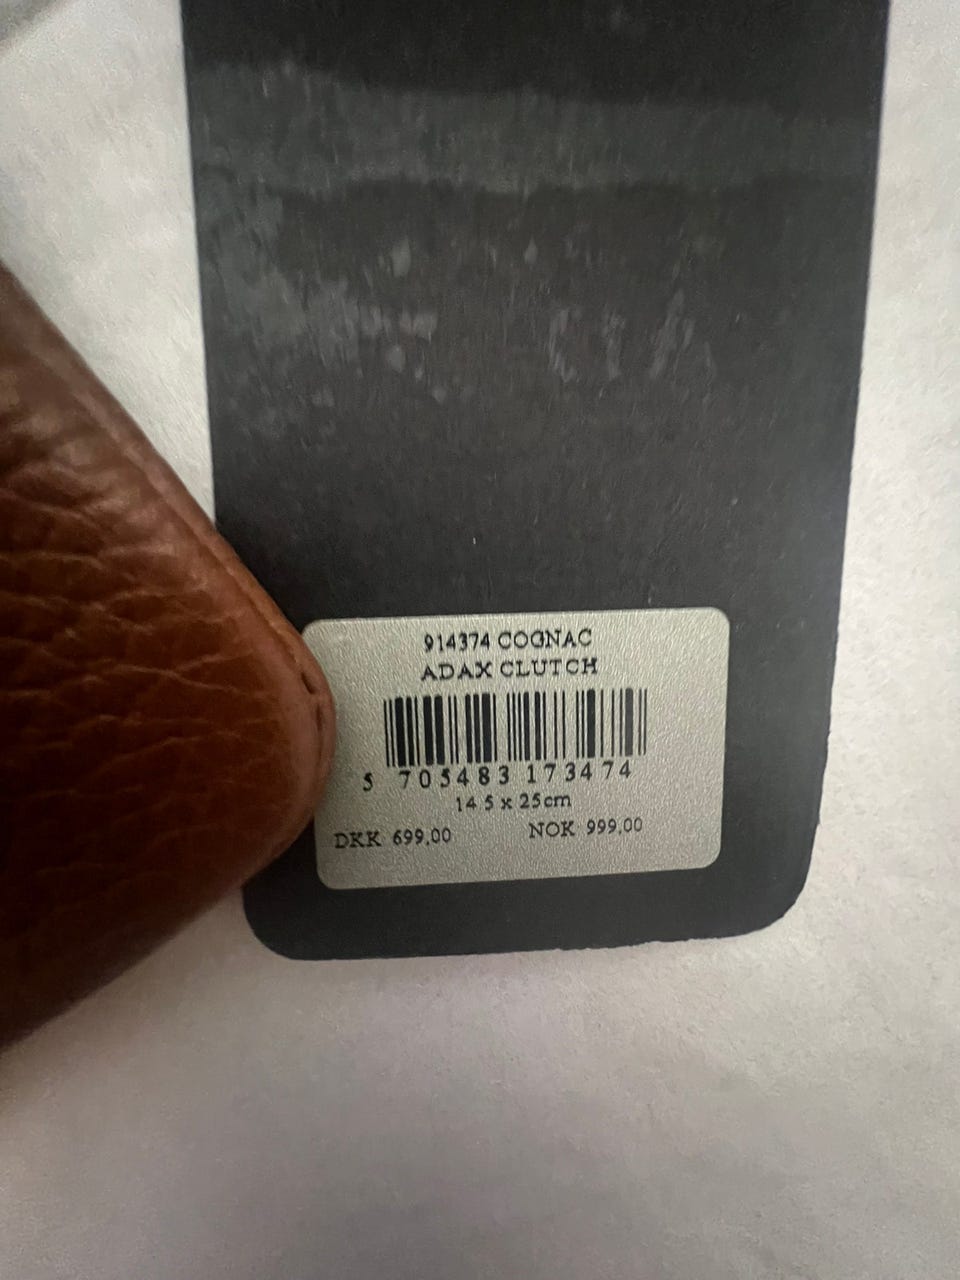 914374 COGNAC
ADAX CLUTCH
5 705483 173474
14.5 x 25cm
DKK 699,00 NOK 999,00